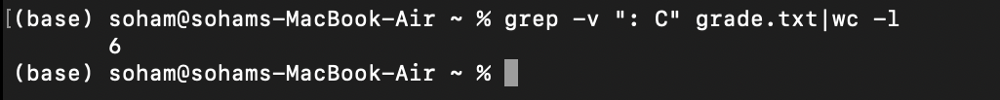 [(base) soham@sohams-MacBook-Air ~ % grep -v ": C" grade.txt|wc -l
6
(base) soham@sohams-MacBook-Air ~ %